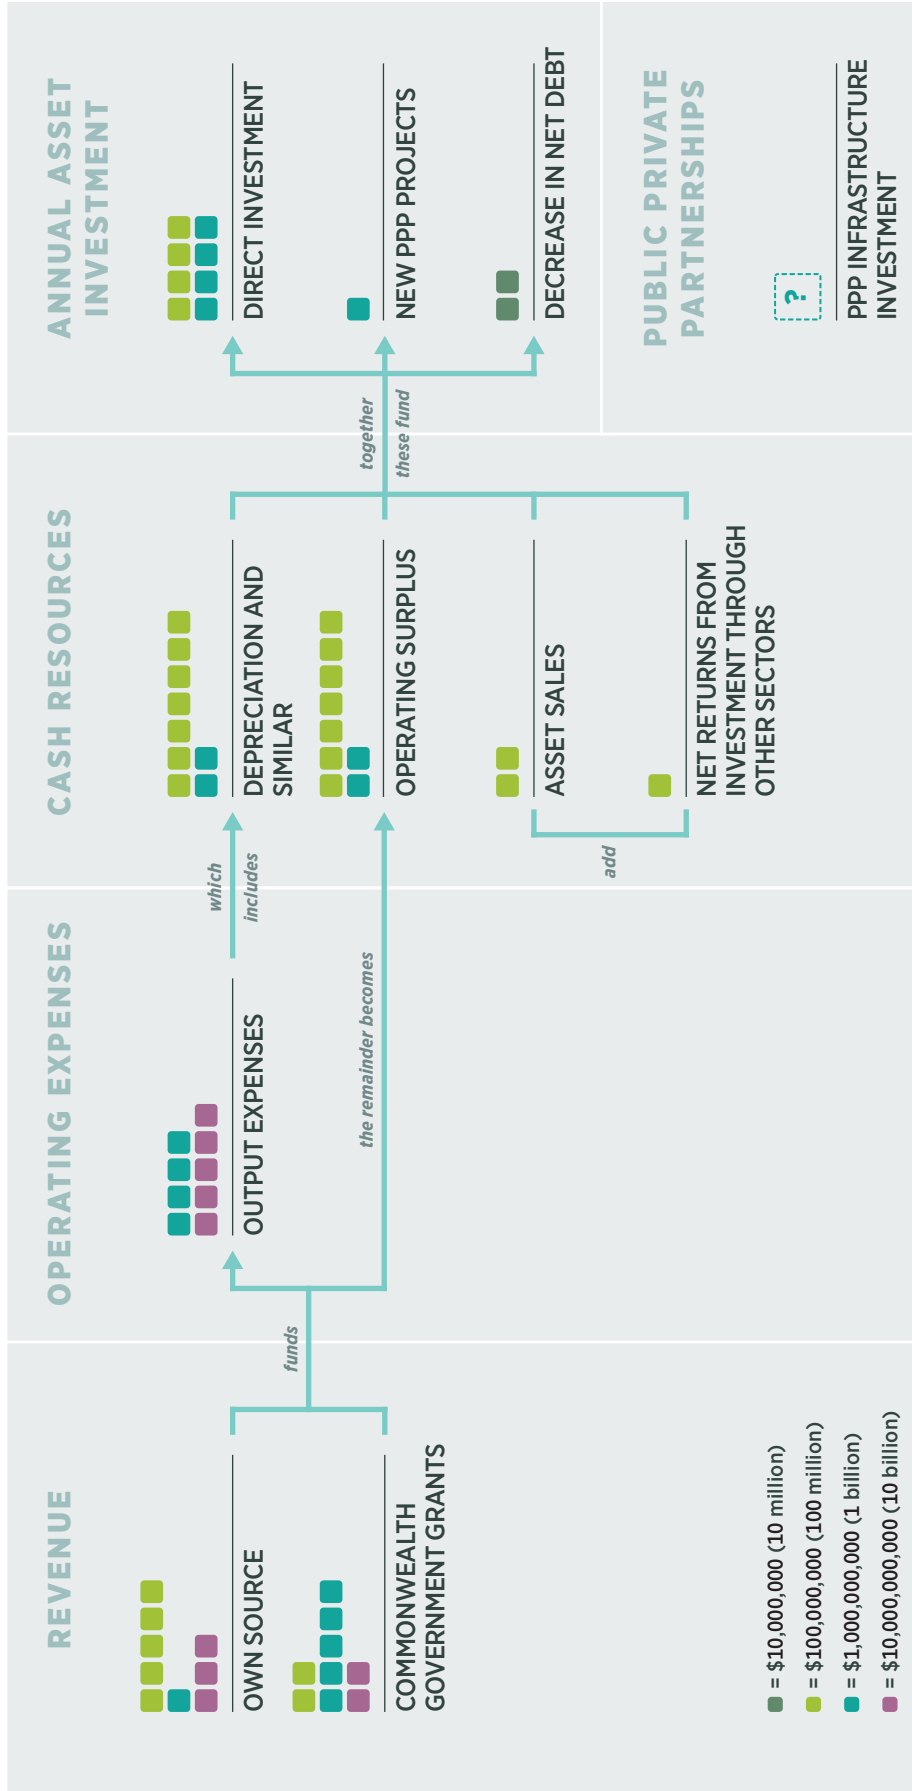 REVENUE
OWN SOURCE
COMMONWEALTH
GOVERNMENT GRANTS
funds
= $10,000,000 (10 million)
= $100,000,000 (100 million)
= $1,000,000,000 (1 billion)
= $10,000,000,000 (10 billion)
OPERATING EXPENSES
OUTPUT EXPENSES
the remainder becomes
which
includes
CASH RESOURCES
DEPRECIATION AND
SIMILAR
OPERATING SURPLUS
ASSET SALES
add
NET RETURNS FROM
INVESTMENT THROUGH
OTHER SECTORS
together
these fund
ANNUAL ASSET
INVESTMENT
DIRECT INVESTMENT
NEW PPP PROJECTS
DECREASE IN NET DEBT
PUBLIC PRIVATE
PARTNERSHIPS
?
PPP INFRASTRUCTURE
INVESTMENT